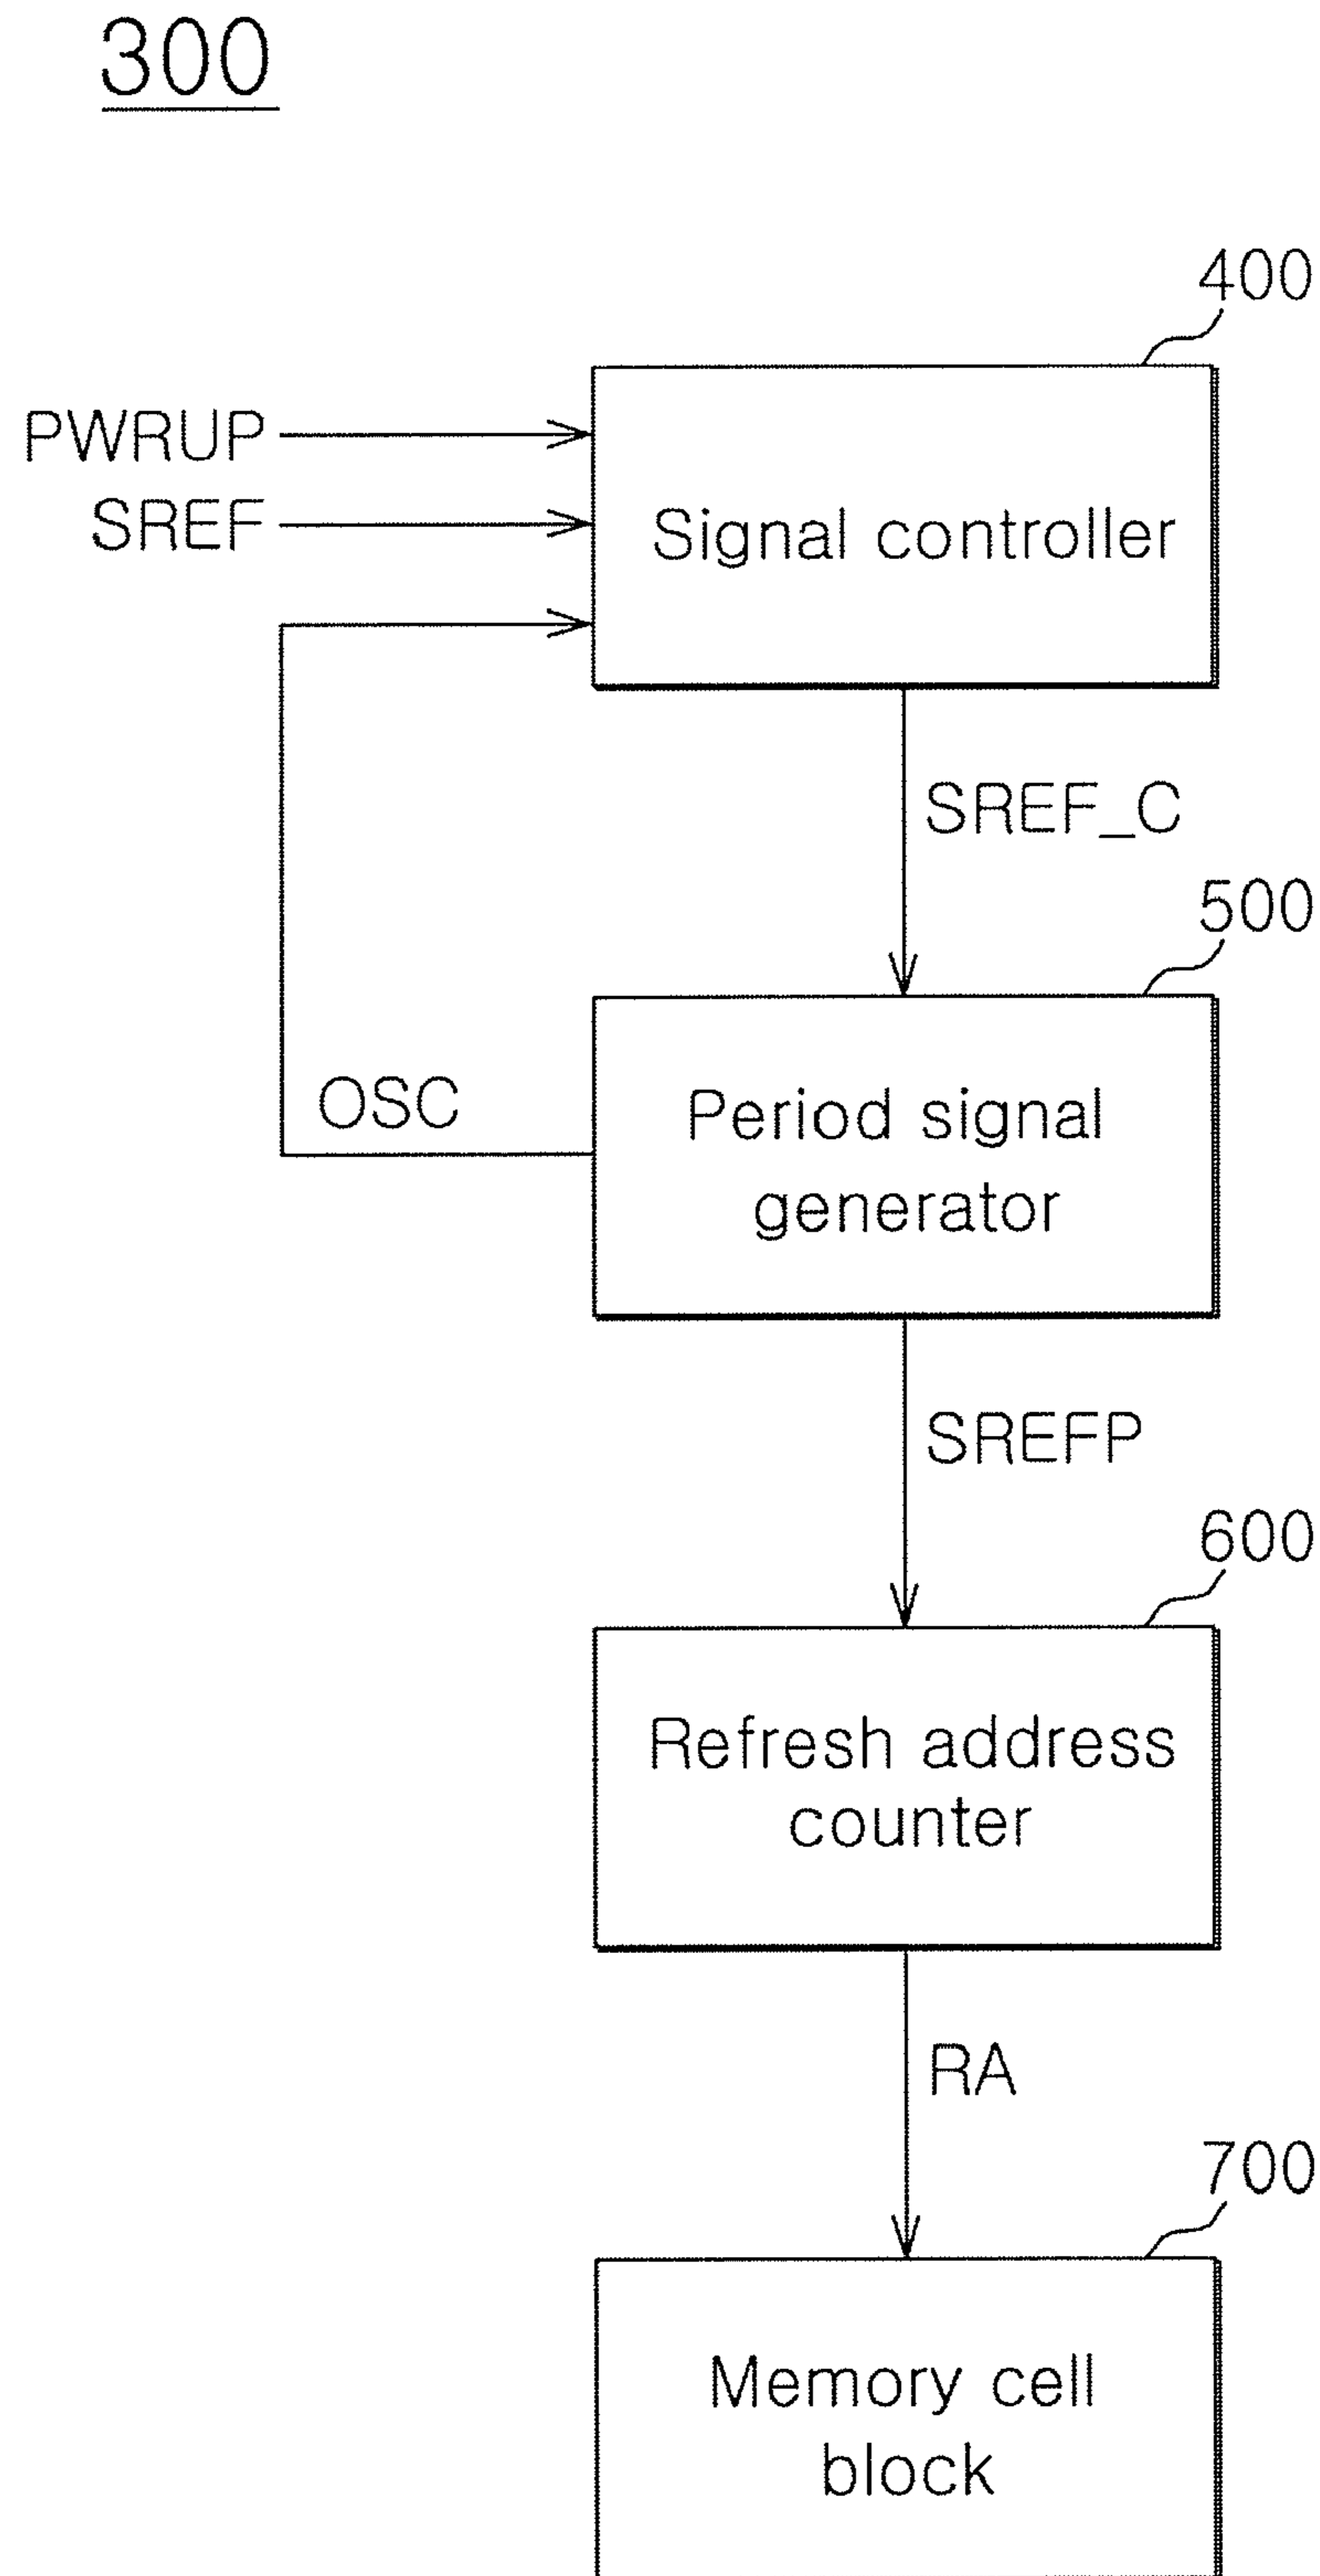 300
400
PWRUP
SREF
Signal controller
SREF_C
500
OSC
Period signal
generator
SREFP
600
Refresh address
counter
RA
700
Memory cell
block